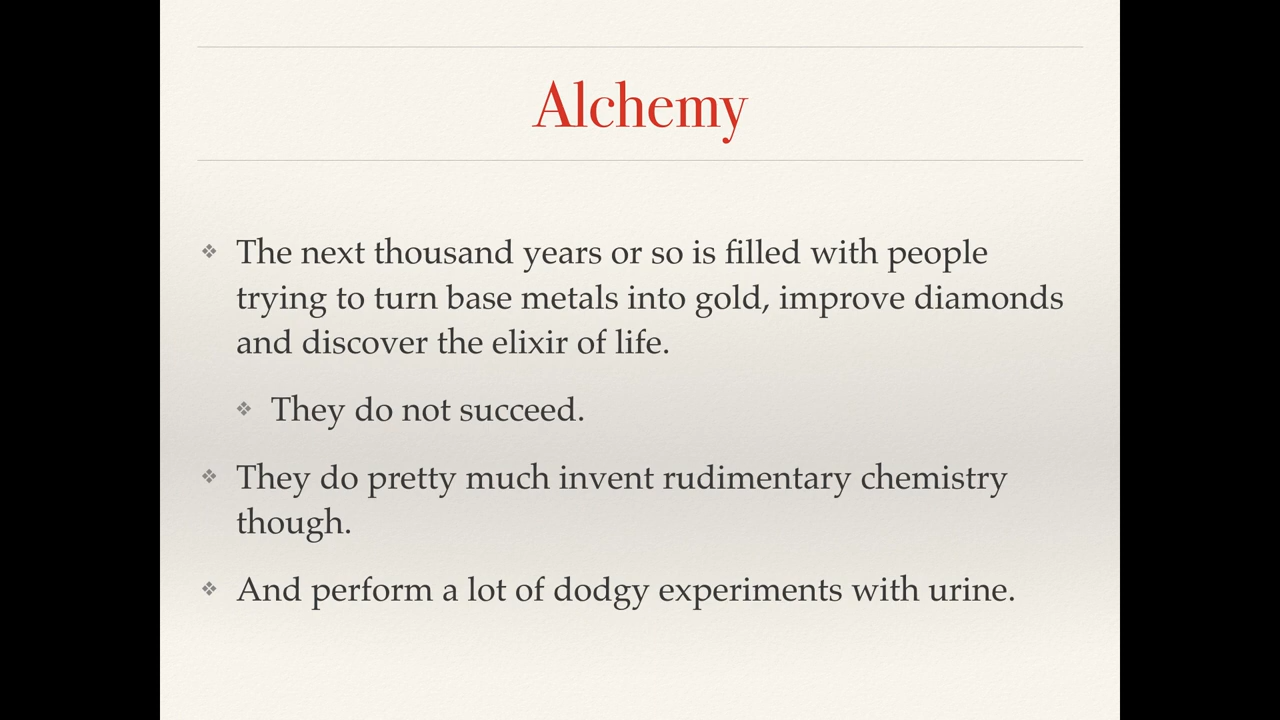 Alchemy
❖ The next thousand years or so is filled with people
trying to turn base metals into gold, improve diamonds
and discover the elixir of life.
❖ They do not succeed.
❖ They do pretty much invent rudimentary chemistry
though.
❖ And perform a lot of dodgy experiments with urine.